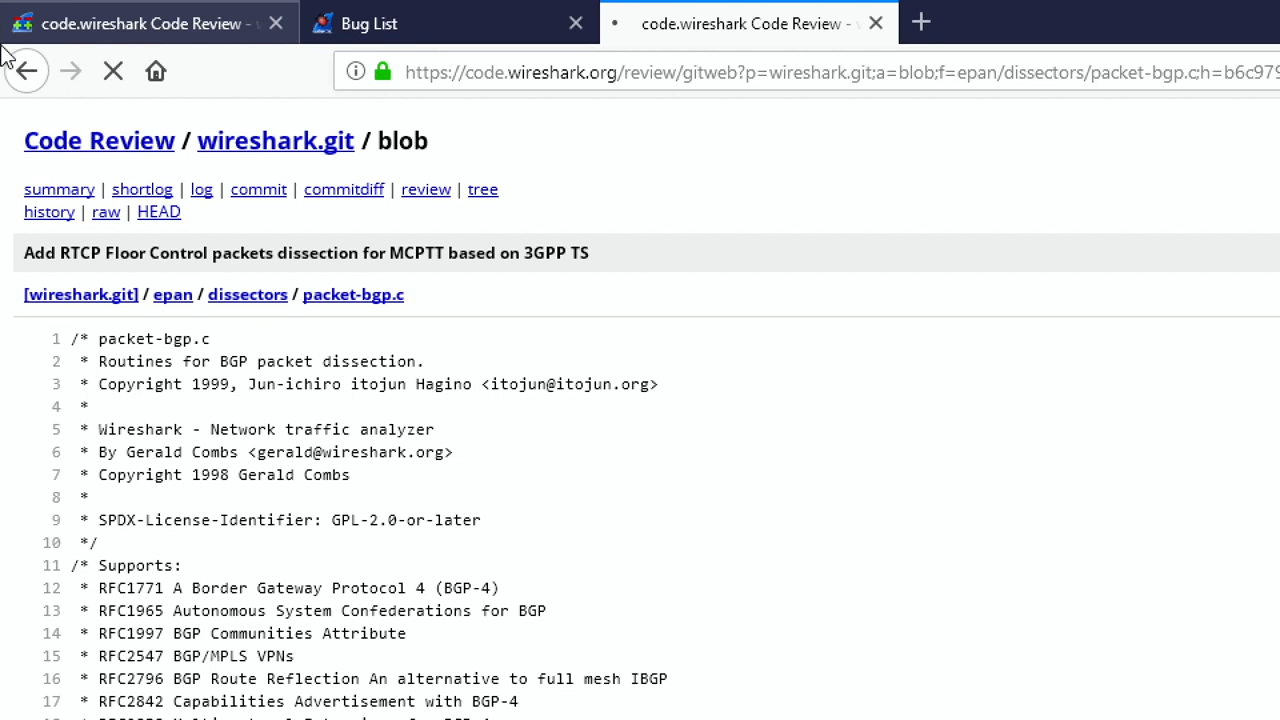 code.wireshark Code Review -
Bug List
code.wireshark Code Review -
https://code.wireshark.org/review/gitweb?p=wireshark.git;a=blob;f=epan/dissectors/packet-bgp.c;h=b6c979
Code Review / wireshark.git / blob
summary | shortlog | log | commit | commitdiff | review | tree
history | raw | HEAD
Add RTCP Floor Control packets dissection for MCPTT based on 3GPP TS
[wireshark.git] / epan / dissectors / packet-bgp.c
1 /* packet-bgp.c
2  * Routines for BGP packet dissection.
3  * Copyright 1999, Jun-ichiro itojun Hagino <itojun@itojun.org>
4  *
5  * Wireshark - Network traffic analyzer
6  * By Gerald Combs <gerald@wireshark.org>
7  * Copyright 1998 Gerald Combs
8  *
9  * SPDX-License-Identifier: GPL-2.0-or-later
10  */
11 /* Supports:
12  * RFC1771 A Border Gateway Protocol 4 (BGP-4)
13  * RFC1965 Autonomous System Confederations for BGP
14  * RFC1997 BGP Communities Attribute
15  * RFC2547 BGP/MPLS VPNs
16  * RFC2796 BGP Route Reflection An alternative to full mesh IBGP
17  * RFC2842 Capabilities Advertisement with BGP-4